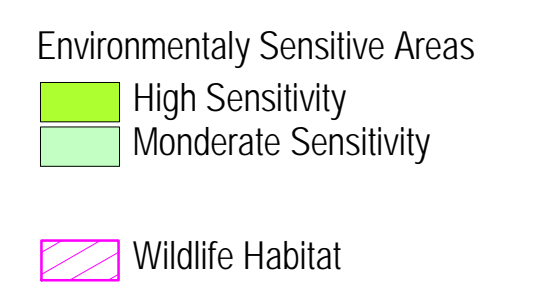 Environmentaly Sensitive Areas
High Sensitivity
Monderate Sensitivity
Wildlife Habitat